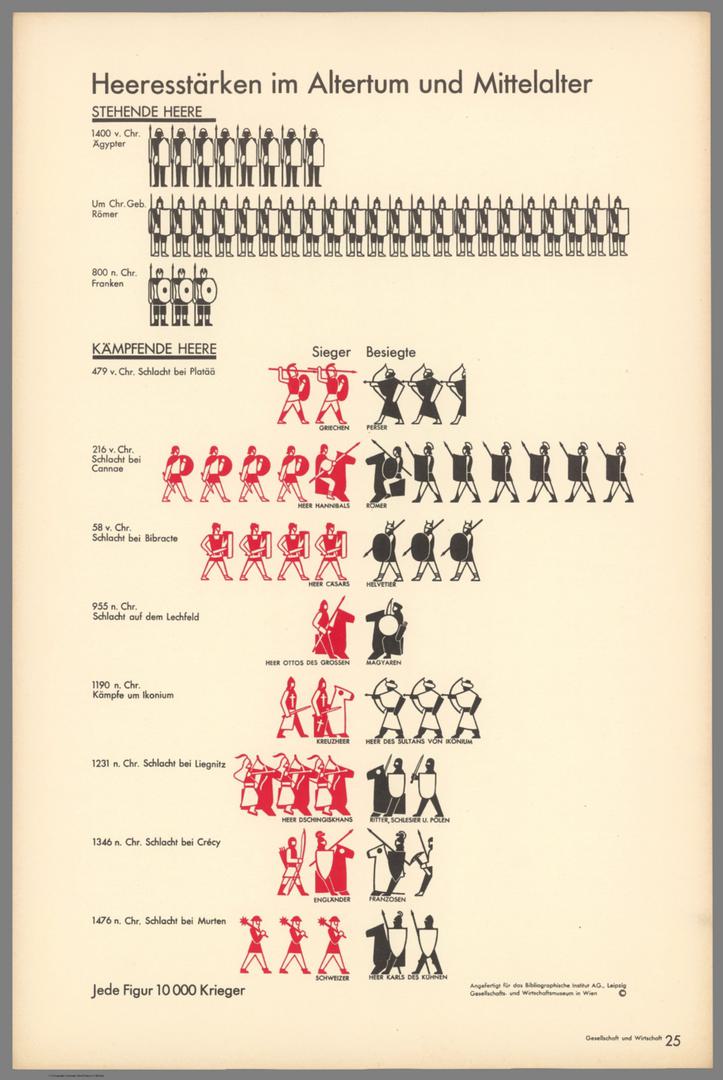 Heeresstärken im Altertum und Mittelalter
STEHENDE HEERE
1400 v. Chr.
Ägypter
Um Chr. Geb.
Römer
800 n. Chr.
Franken
KÄMPFENDE HEERE
Sieger Besiegte
479 v. Chr. Schlacht bei Platää
GRIECHEN PERSER
216 v. Chr.
Schlacht bei
Cannae
HEER HANNIBALS RÖMER
58 v. Chr.
Schlacht bei Bibracte
HEER CÄSARS HELVETIER
955 n. Chr.
Schlacht auf dem Lechfeld
HEER OTTOS DES GROSSEN MAGYAREN
1190 n. Chr.
Kämpfe um Ikonium
KREUZHEER HEER DES SULTANS VON IKONIUM
1231 n. Chr. Schlacht bei Liegnitz
HEER DSCHINGISKHANS RITTER, SCHLESIER U. POLEN
1346 n. Chr. Schlacht bei Crécy
ENGLÄNDER FRANZOSEN
1476 n. Chr. Schlacht bei Murten
SCHWEIZER HEER KARLS DES KÜHNEN
Jede Figur 10 000 Krieger
Angefertigt für das Bibliographische Institut AG., Leipzig
Gesellschafts- und Wirtschaftsmuseum in Wien ©
Gesellschaft und Wirtschaft 25